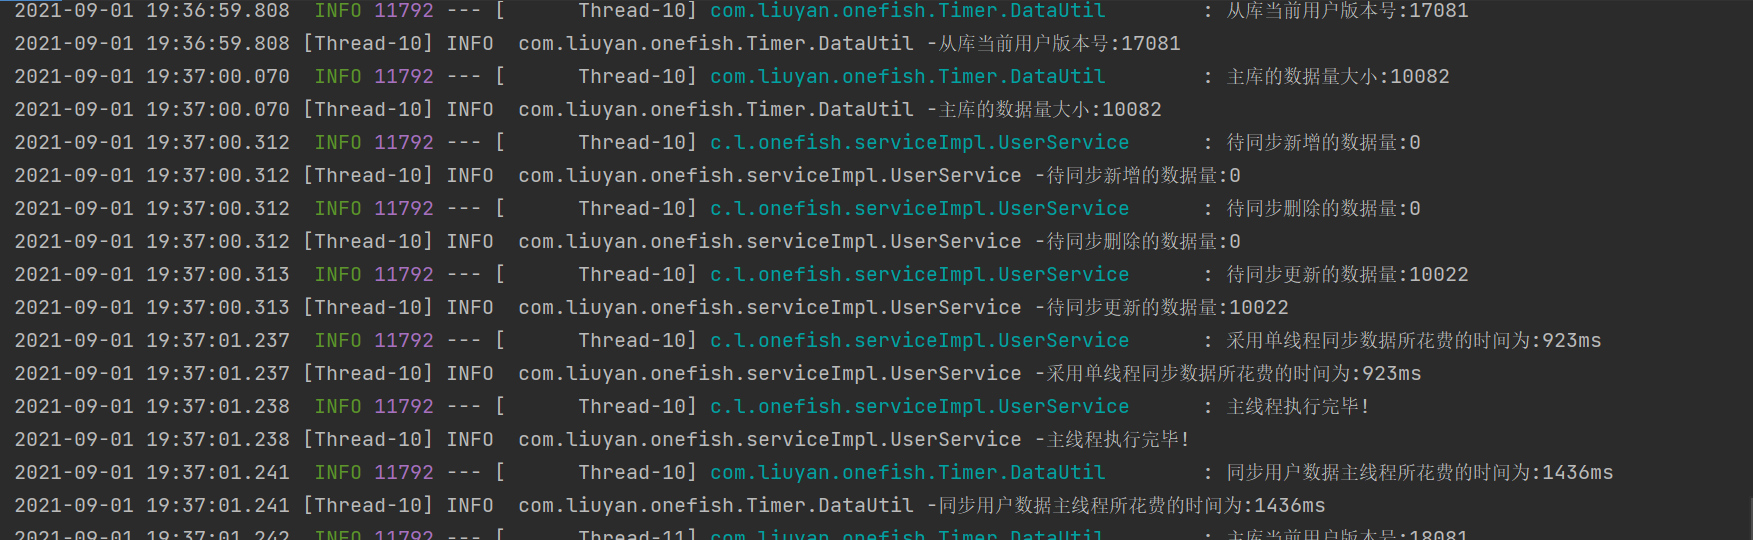 2021-09-01 19:36:59.808  INFO 11792 --- [      Thread-10] com.liuyan.onefish.Timer.DataUtil        : 从库当前用户版本号:17081
2021-09-01 19:36:59.808 [Thread-10] INFO  com.liuyan.onefish.Timer.DataUtil -从库当前用户版本号:17081
2021-09-01 19:37:00.070  INFO 11792 --- [      Thread-10] com.liuyan.onefish.Timer.DataUtil        : 主库的数据量大小:10082
2021-09-01 19:37:00.070 [Thread-10] INFO  com.liuyan.onefish.Timer.DataUtil -主库的数据量大小:10082
2021-09-01 19:37:00.312  INFO 11792 --- [      Thread-10] c.l.onefish.serviceImpl.UserService      : 待同步新增的数据量:0
2021-09-01 19:37:00.312 [Thread-10] INFO  com.liuyan.onefish.serviceImpl.UserService -待同步新增的数据量:0
2021-09-01 19:37:00.312  INFO 11792 --- [      Thread-10] c.l.onefish.serviceImpl.UserService      : 待同步删除的数据量:0
2021-09-01 19:37:00.312 [Thread-10] INFO  com.liuyan.onefish.serviceImpl.UserService -待同步删除的数据量:0
2021-09-01 19:37:00.313  INFO 11792 --- [      Thread-10] c.l.onefish.serviceImpl.UserService      : 待同步更新的数据量:10022
2021-09-01 19:37:00.313 [Thread-10] INFO  com.liuyan.onefish.serviceImpl.UserService -待同步更新的数据量:10022
2021-09-01 19:37:01.237  INFO 11792 --- [      Thread-10] c.l.onefish.serviceImpl.UserService      : 采用单线程同步数据所花费的时间为:923ms
2021-09-01 19:37:01.237 [Thread-10] INFO  com.liuyan.onefish.serviceImpl.UserService -采用单线程同步数据所花费的时间为:923ms
2021-09-01 19:37:01.238  INFO 11792 --- [      Thread-10] c.l.onefish.serviceImpl.UserService      : 主线程执行完毕!
2021-09-01 19:37:01.238 [Thread-10] INFO  com.liuyan.onefish.serviceImpl.UserService -主线程执行完毕!
2021-09-01 19:37:01.241  INFO 11792 --- [      Thread-10] com.liuyan.onefish.Timer.DataUtil        : 同步用户数据主线程所花费的时间为:1436ms
2021-09-01 19:37:01.241 [Thread-10] INFO  com.liuyan.onefish.Timer.DataUtil -同步用户数据主线程所花费的时间为:1436ms
2021-09-01 19:37:01.242  INFO 11792 --- [      Thread-11] com.liuyan.onefish.Timer.DataUtil        : 主库当前用户版本号:18081